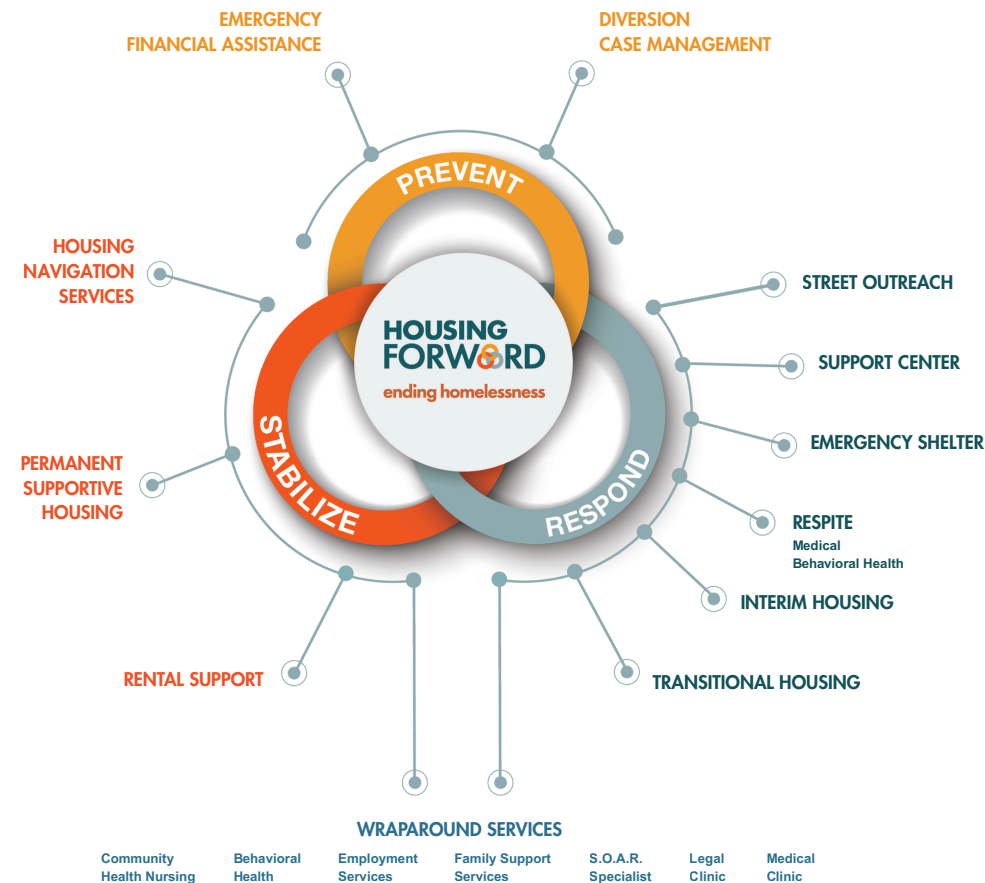 EMERGENCY
FINANCIAL ASSISTANCE
DIVERSION
CASE MANAGEMENT
PREVENT
HOUSING
NAVIGATION
SERVICES
STREET OUTREACH
HOUSING
FORWARD
ending homelessness
SUPPORT CENTER
EMERGENCY SHELTER
STABILIZE
RESPOND
PERMANENT
SUPPORTIVE
HOUSING
RESPITE
Medical
Behavioral Health
INTERIM HOUSING
RENTAL SUPPORT
TRANSITIONAL HOUSING
WRAPAROUND SERVICES
Community
Health Nursing
Behavioral
Health
Employment
Services
Family Support
Services
S.O.A.R.
Specialist
Legal
Clinic
Medical
Clinic